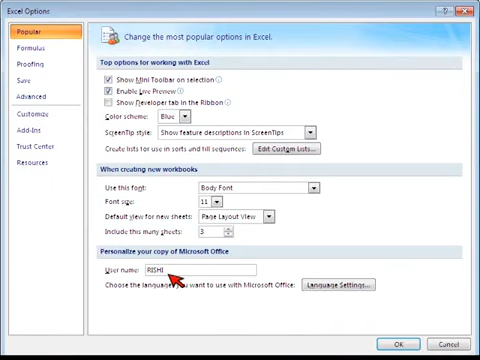 Excel Options
Popular
Formulas
Proofing
Save
Advanced
Customize
Add-Ins
Trust Center
Resources
Change the most popular options in Excel.
Top options for working with Excel
Show Mini Toolbar on selection
Enable Live Preview
Show Developer tab in the Ribbon
Color scheme: Blue
ScreenTip style: Show feature descriptions in ScreenTips
Create lists for use in sorts and fill sequences: Edit Custom Lists...
When creating new workbooks
Use this font: Body Font
Font size: 11
Default view for new sheets: Page Layout View
Include this many sheets: 3
Personalize your copy of Microsoft Office
User name: RISHI
Choose the languages you want to use with Microsoft Office: Language Settings...
OK Cancel